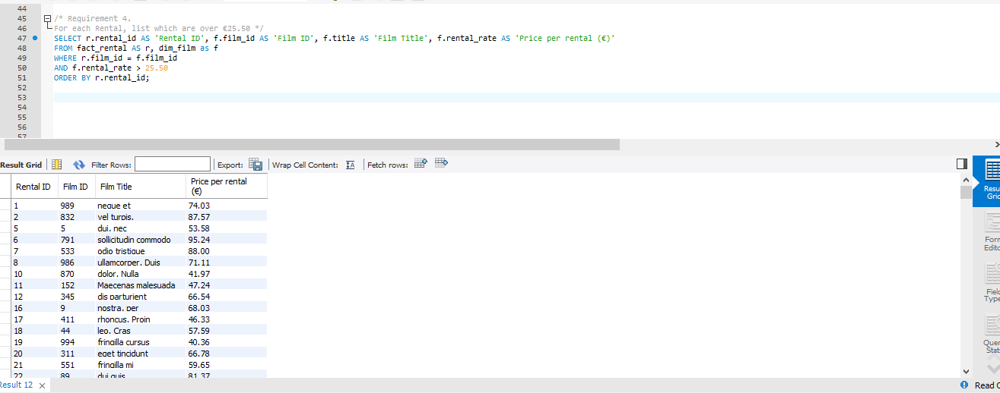 44
45 /* Requirement 4.
46 For each Rental, list which are over €25.50 */
47 SELECT r.rental_id AS 'Rental ID', f.film_id AS 'Film ID', f.title AS 'Film Title', f.rental_rate AS 'Price per rental (€)'
48 FROM fact_rental AS r, dim_film as f
49 WHERE r.film_id = f.film_id
50 AND f.rental_rate > 25.50
51 ORDER BY r.rental_id;
52
53
54
55
56
57
Result Grid Filter Rows: Export: Wrap Cell Content: Fetch rows:
Rental ID Film ID Film Title Price per rental (€)
1 989 neque et 74.03
2 832 vel turpis. 87.57
5 5 dui, nec 53.58
6 791 sollicitudin commodo 95.24
7 533 odio tristique 88.00
8 986 ullamcorper. Duis 71.11
10 870 dolor. Nulla 41.97
11 152 Maecenas malesuada 47.24
12 345 dis parturient 66.54
16 9 nostra, per 68.03
17 411 rhoncus. Proin 46.33
18 44 leo. Cras 57.59
19 994 fringilla cursus 40.36
20 311 eget tincidunt 66.78
21 551 fringilla mi 59.65
22 89 dui quis 81.37
Resu
Grid
Form
Edito
Field
Type
Quer
Stat
Result 12
Read O